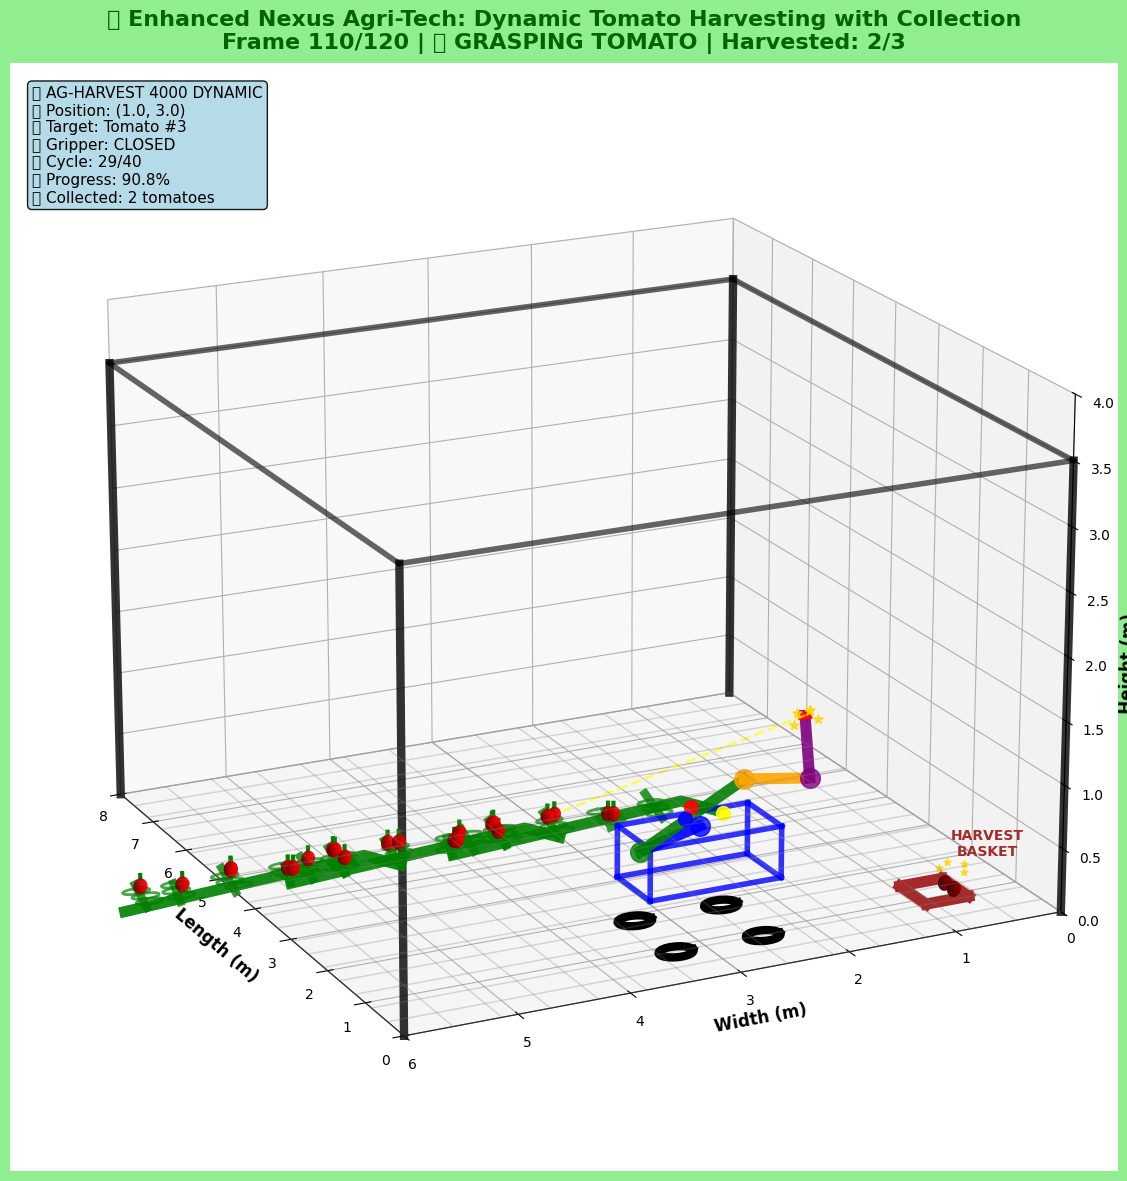 Enhanced Nexus Agri-Tech: Dynamic Tomato Harvesting with Collection
Frame 110/120 | GRASPING TOMATO | Harvested: 2/3
AG-HARVEST 4000 DYNAMIC
Position: (1.0, 3.0)
Target: Tomato #3
Gripper: CLOSED
Cycle: 29/40
Progress: 90.8%
Collected: 2 tomatoes
4.0
3.5
3.0
2.5
2.0
1.5
1.0
0.5
0.0
Height (m)
HARVEST
BASKET
8
7
6
5
4
3
2
1
0
Length (m)
6
5
4
3
2
1
0
Width (m)